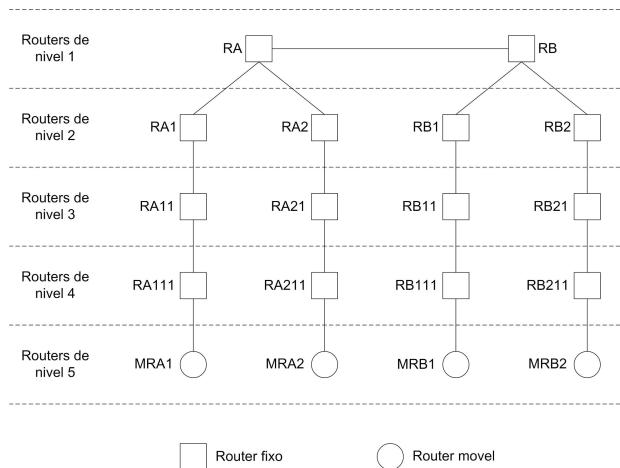 Routers de
nivel 1
RA
RB
Routers de
nivel 2
RA1
RA2
RB1
RB2
Routers de
nivel 3
RA11
RA21
RB11
RB21
Routers de
nivel 4
RA111
RA211
RB111
RB211
Routers de
nivel 5
MRA1
MRA2
MRB1
MRB2
Router fixo
Router movel